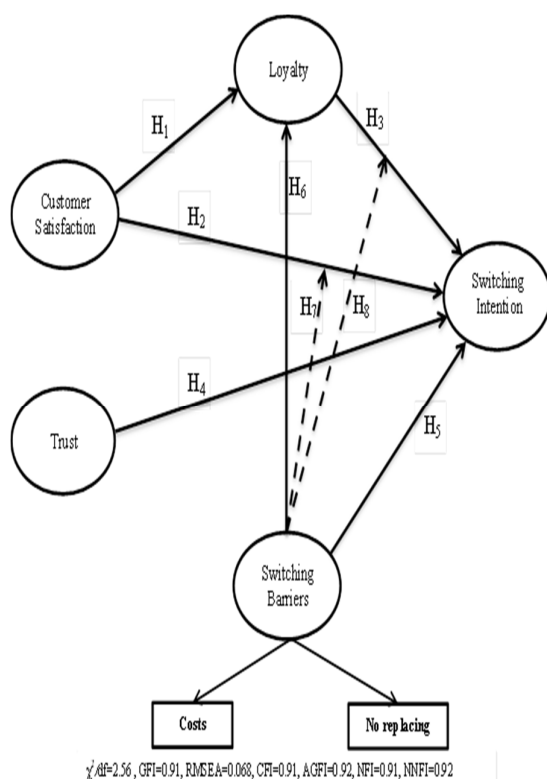 Loyalty
H1
H3
Customer
Satisfaction
H6
H2
Switching
Intention
H7
H8
H4
H5
Trust
Switching
Barriers
Costs
No replacing
χ²/df=2.56 , GFI=0.91, RMSEA=0.068, CFI=0.91, AGFI=0.92, NFI=0.91, NNFI=0.92